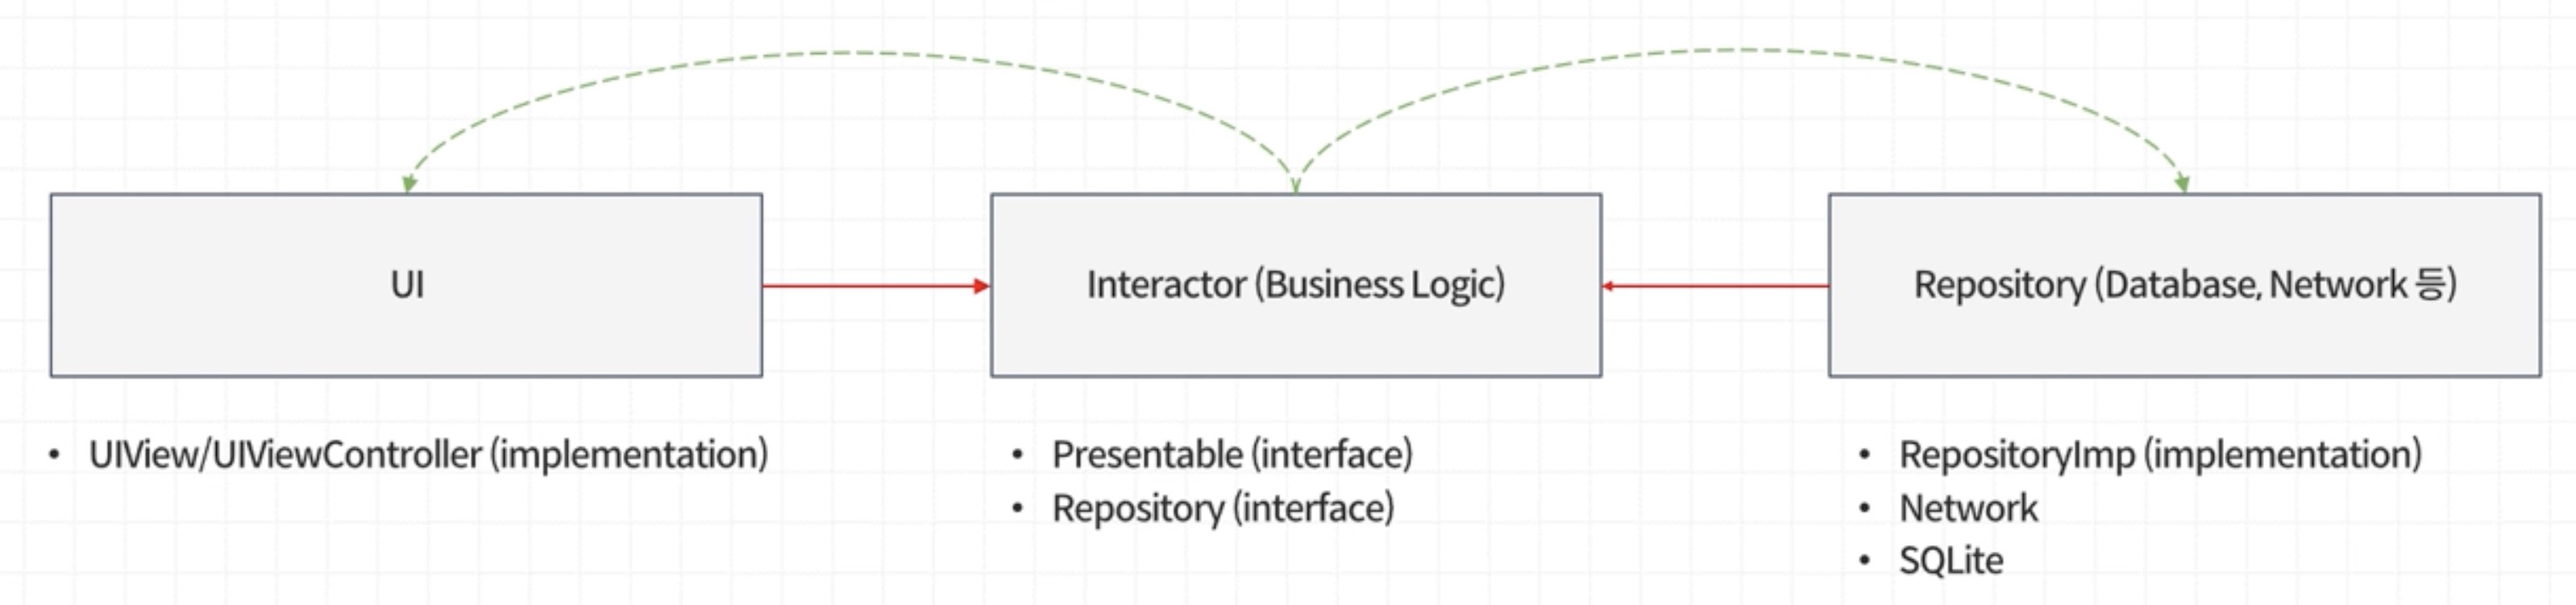 UI
Interactor (Business Logic)
Repository (Database, Network 등)
• UIView/UIViewController (implementation)
• Presentable (interface)
• Repository (interface)
• RepositoryImp (implementation)
• Network
• SQLite